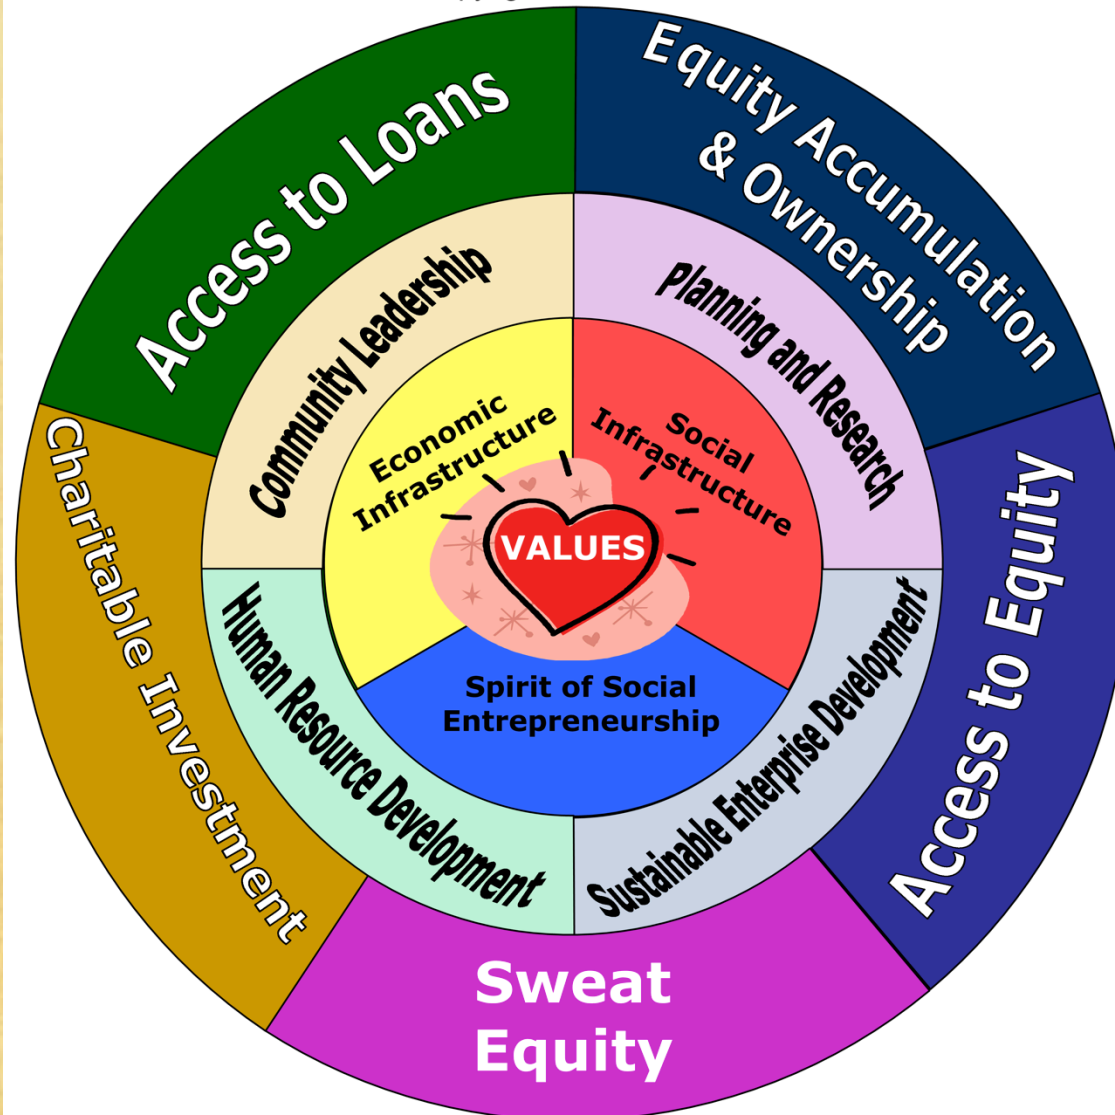 Access to Loans
Equity Accumulation
& Ownership
Community Leadership
Planning and Research
Economic
Infrastructure
Social
Infrastructure
VALUES
Charitable Investment
Access to Equity
Spirit of Social
Entrepreneurship
Human Resource Development
Sustainable Enterprise Development
Sweat
Equity